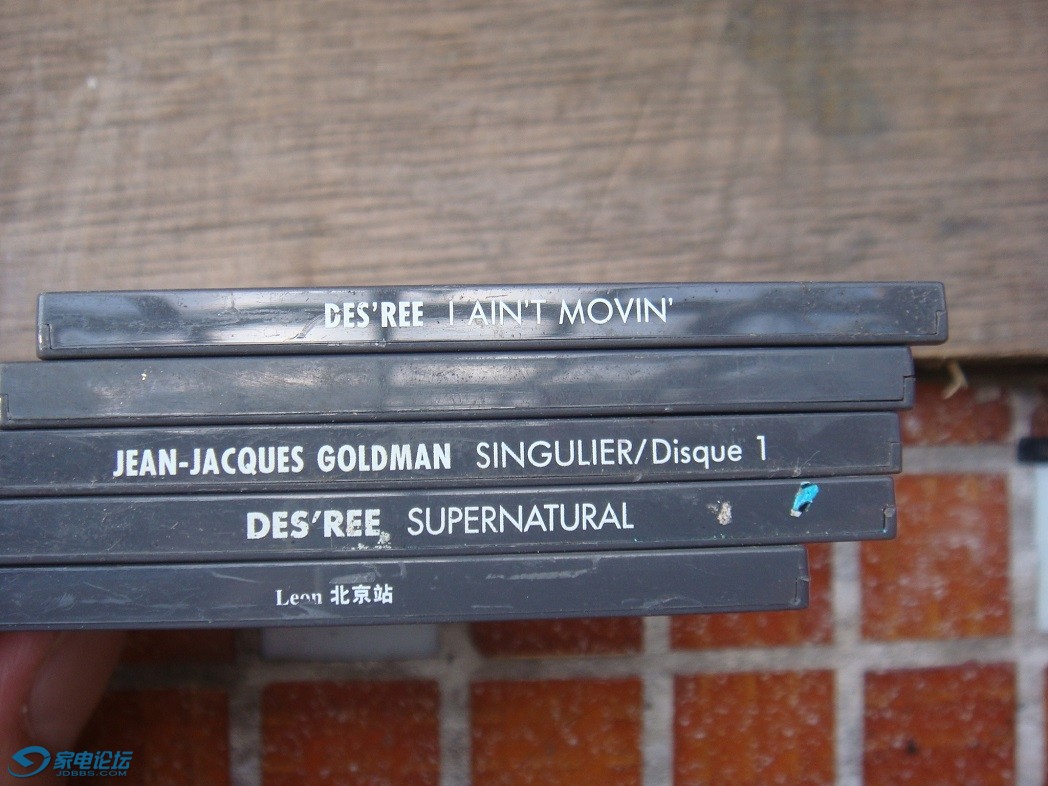 DES'REE I AIN'T MOVIN'
JEAN-JACQUES GOLDMAN SINGULIER/Disque 1
DES'REE SUPERNATURAL
Leon 北京站
家电论坛
JDBBS.COM